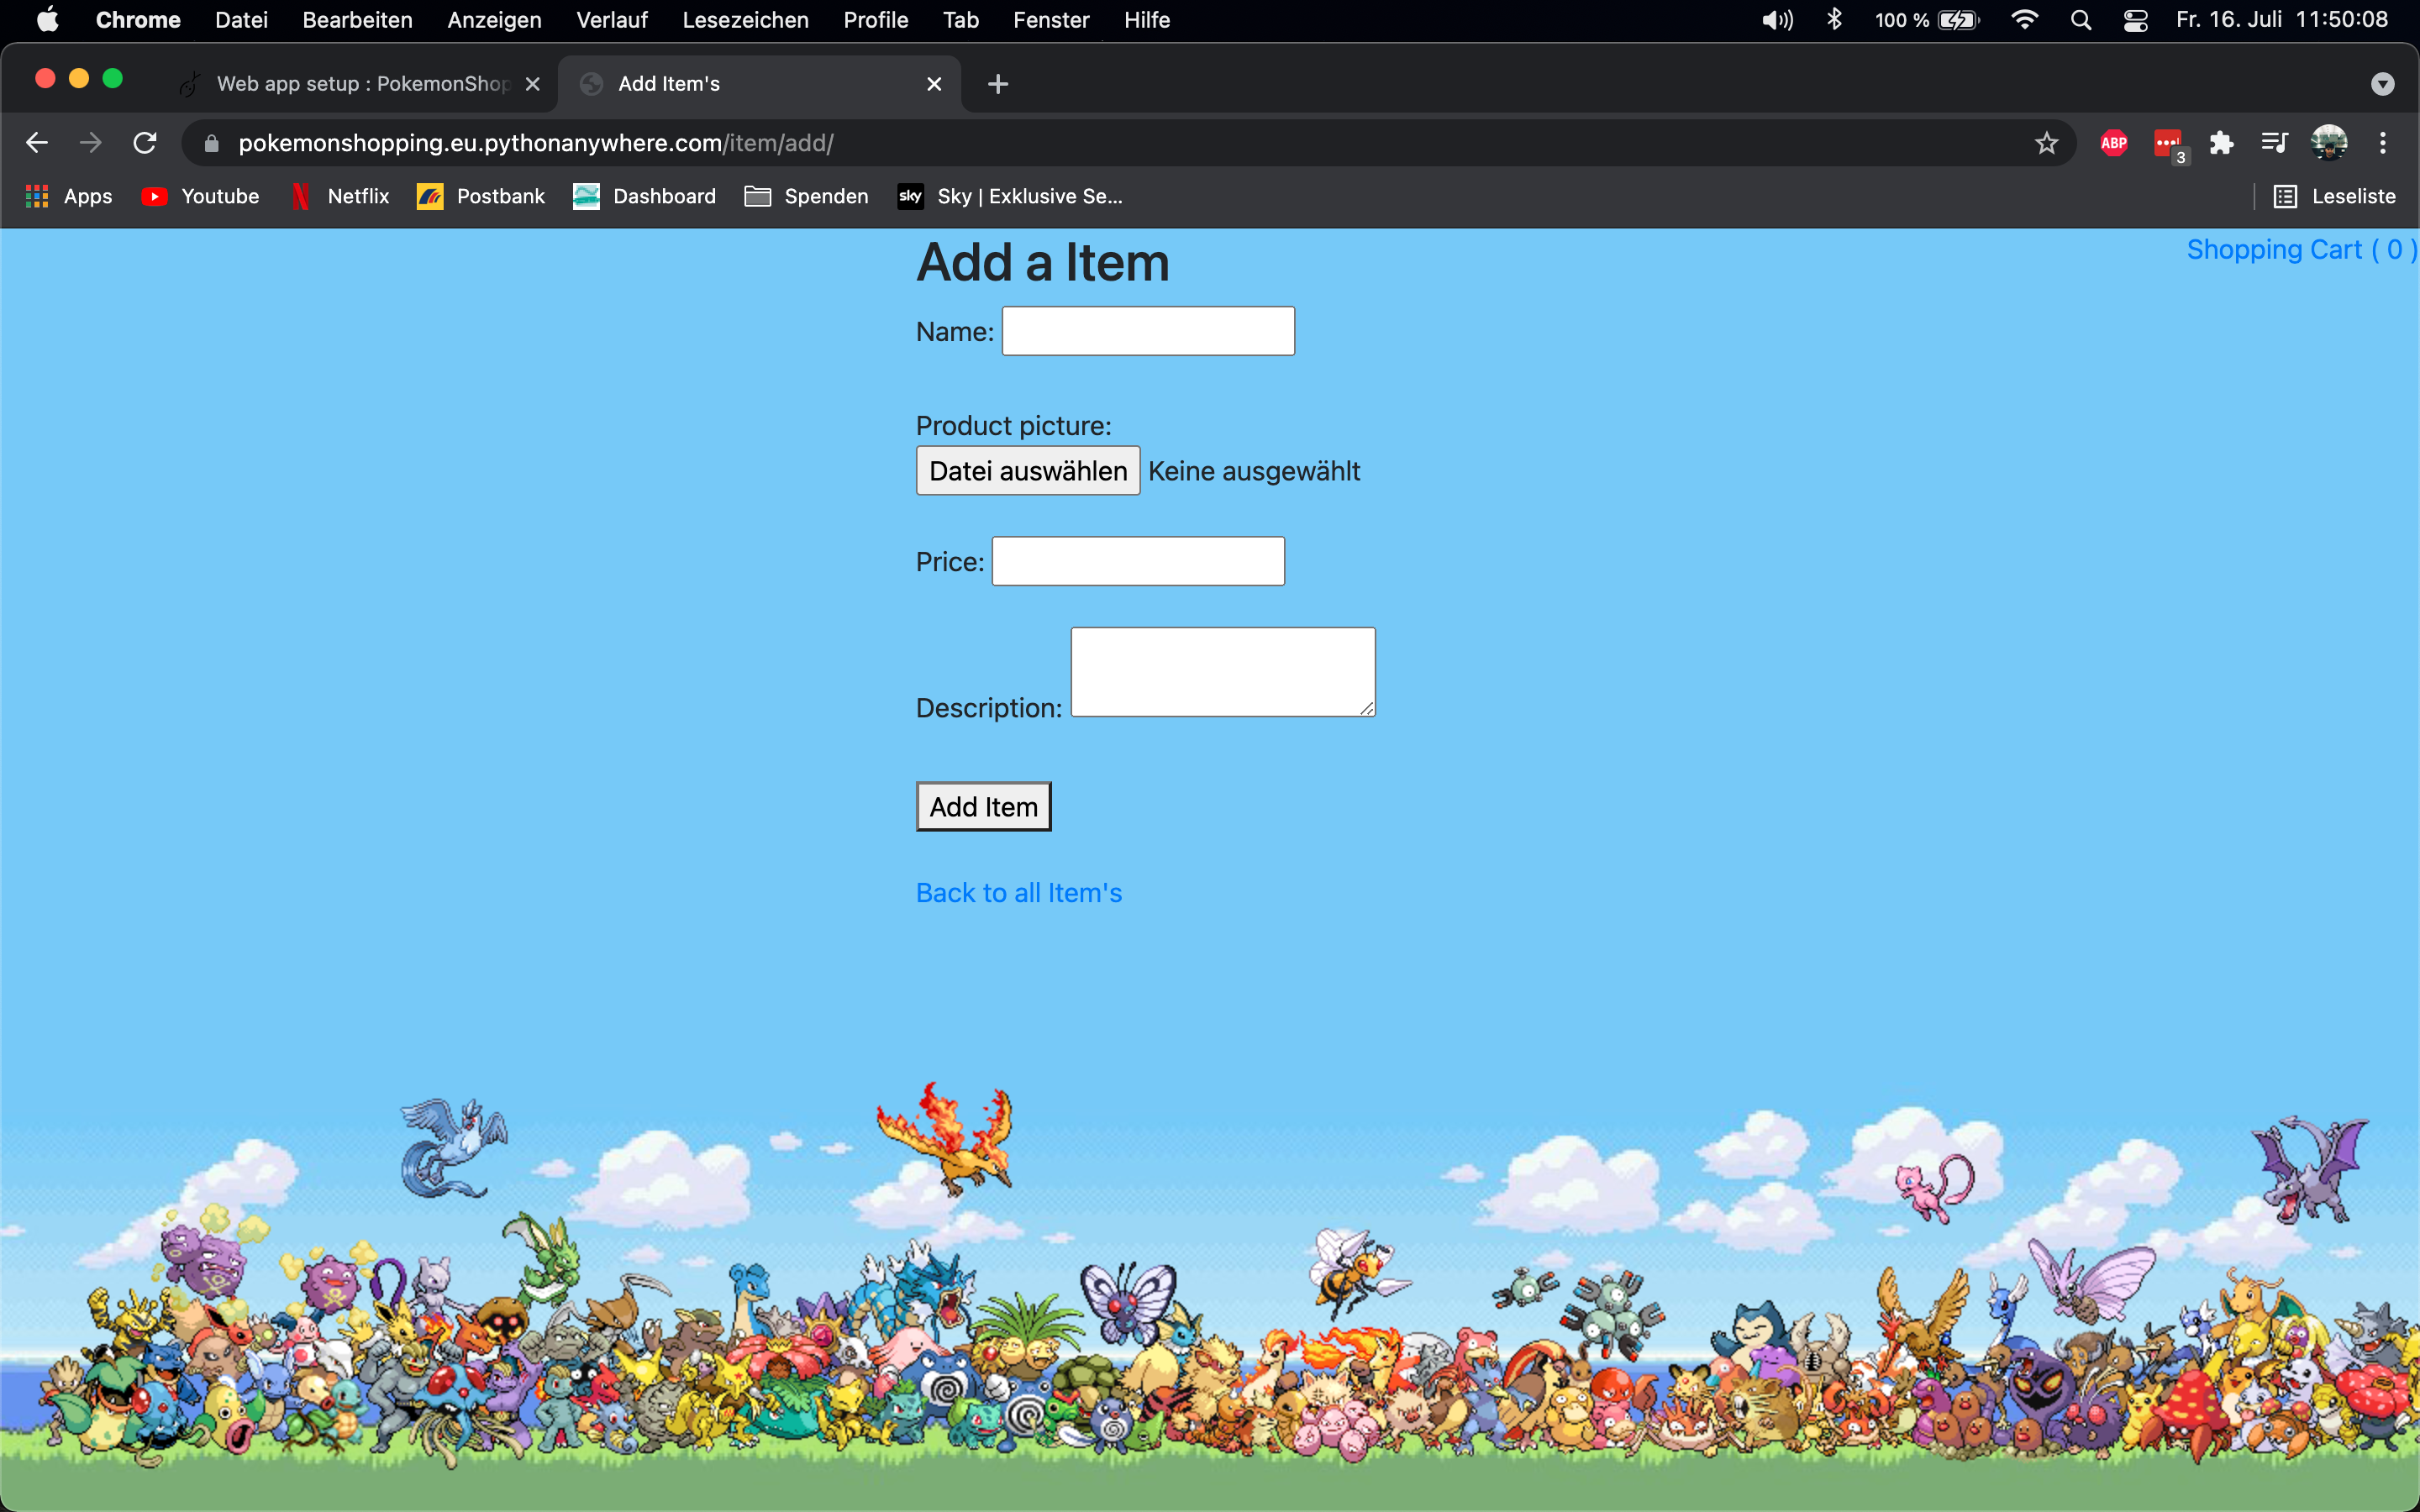 Chrome Datei Bearbeiten Anzeigen Verlauf Lesezeichen Profile Tab Fenster Hilfe 100 % Fr. 16. Juli 11:50:08
Web app setup : PokemonShop Add Item's
pokemonshopping.eu.pythonanywhere.com/item/add/ ABP 3
Apps Youtube Netflix Postbank Dashboard Spenden sky Sky | Exklusive Se... Leseliste
Shopping Cart ( 0 )
Add a Item
Name:
Product picture:
Datei auswählen Keine ausgewählt
Price:
Description:
Add Item
Back to all Item's